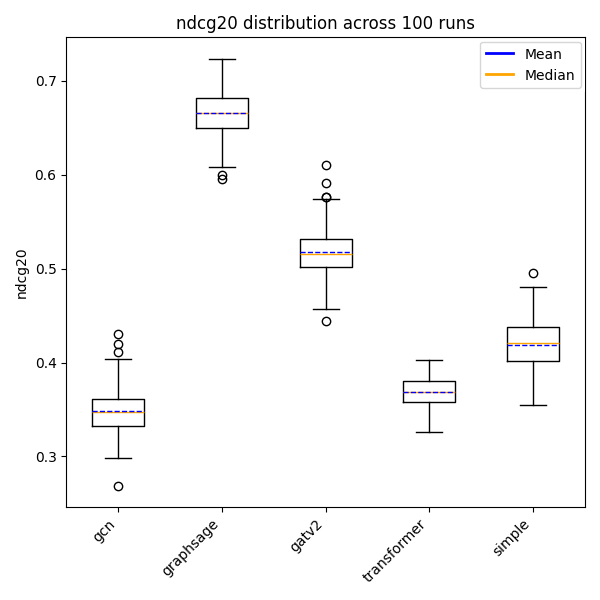 ndcg20 distribution across 100 runs
Mean
Median
0.7
0.6
0.5
0.4
0.3
ndcg20
gcn
graphsage
gatv2
transformer
simple